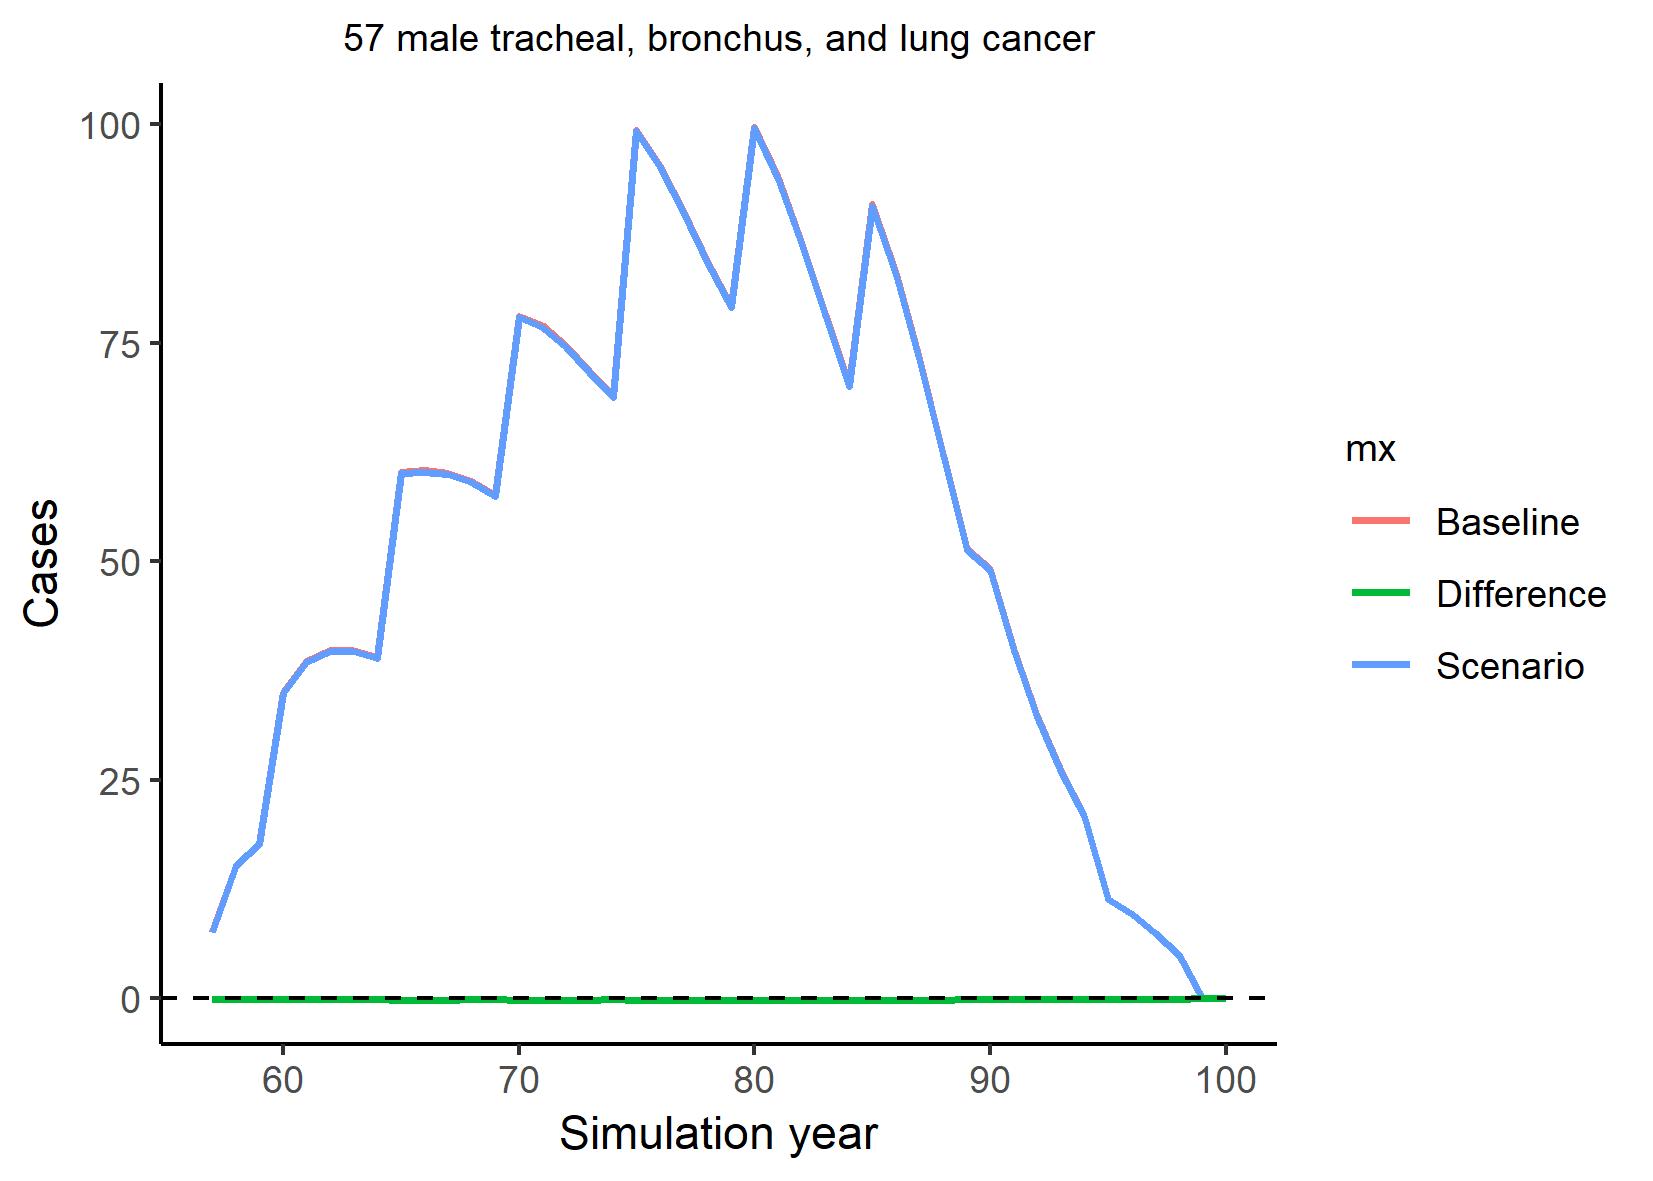 57 male tracheal, bronchus, and lung cancer
100
75
50
25
0
Cases
60 70 80 90 100
Simulation year
mx
Baseline
Difference
Scenario